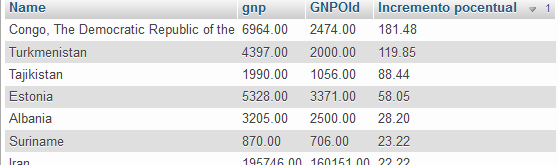 Name gnp GNPOld Incremento pocentual 1
Congo, The Democratic Republic of the 6964.00 2474.00 181.48
Turkmenistan 4397.00 2000.00 119.85
Tajikistan 1990.00 1056.00 88.44
Estonia 5328.00 3371.00 58.05
Albania 3205.00 2500.00 28.20
Suriname 870.00 706.00 23.22
Iran 195746.00 160151.00 22.22